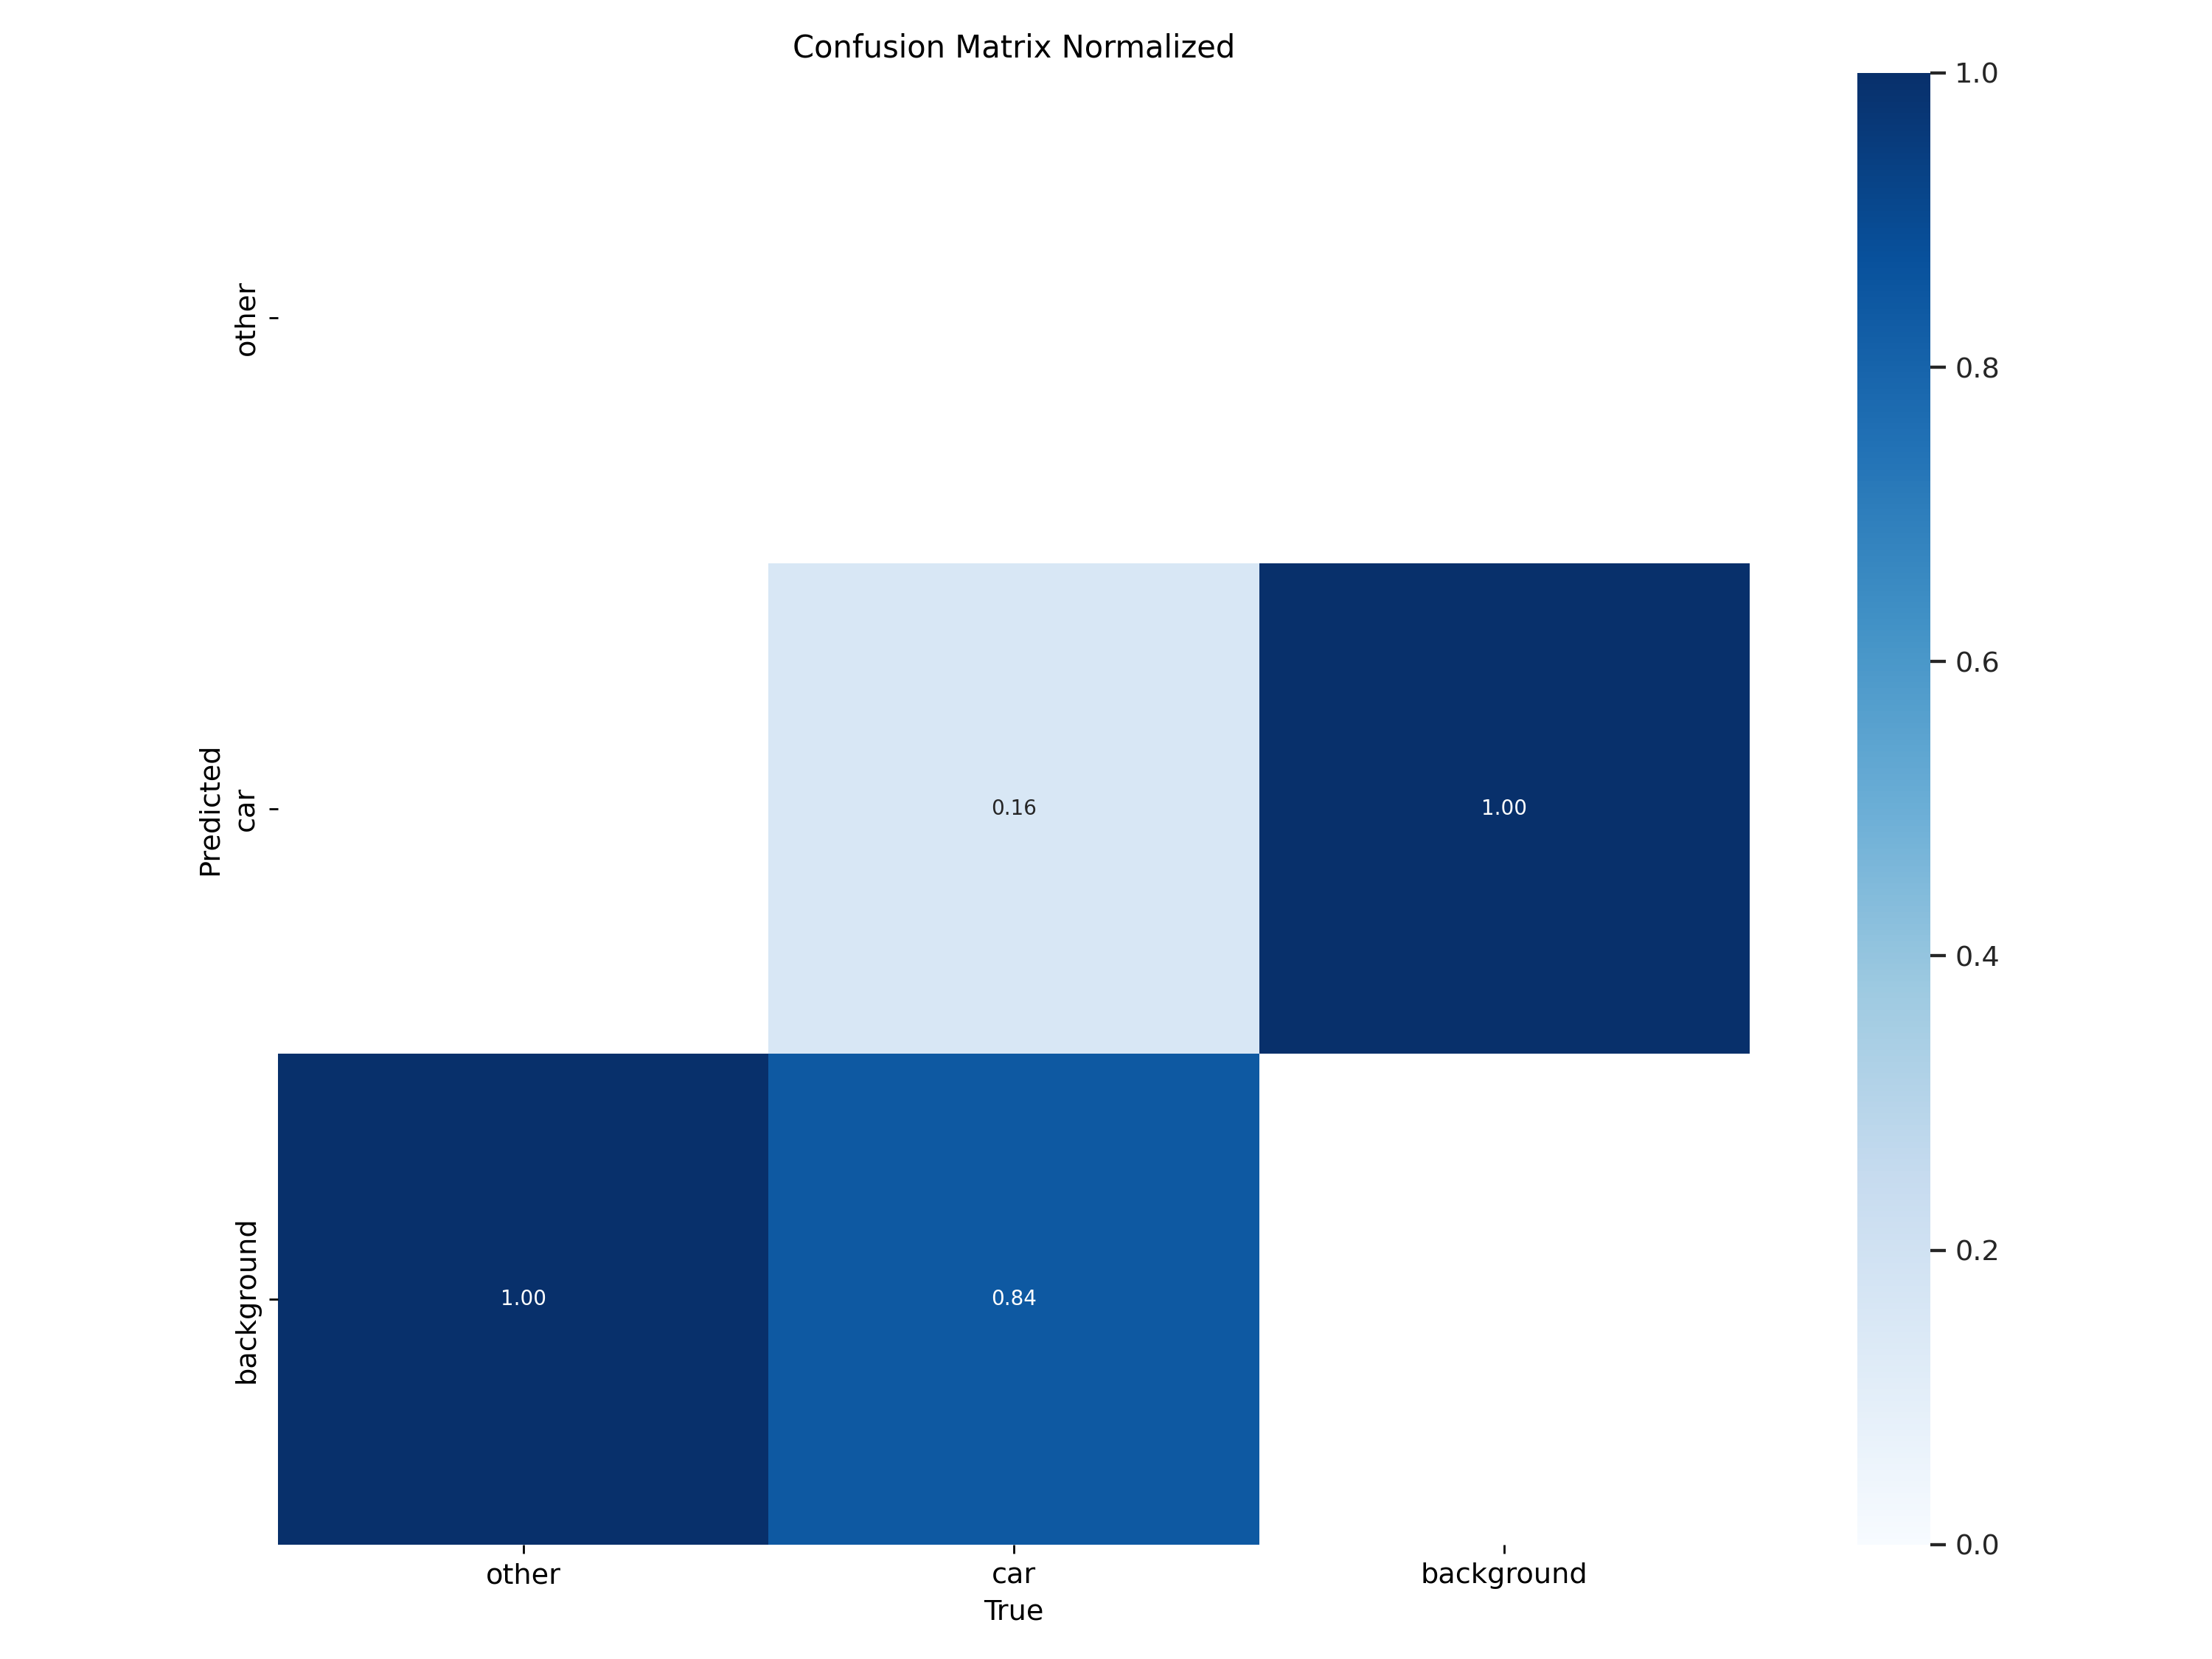 Confusion Matrix Normalized
1.0
0.8
0.6
0.4
0.2
0.0
Predicted
other
car
background
0.16
1.00
1.00
0.84
other
car
background
True